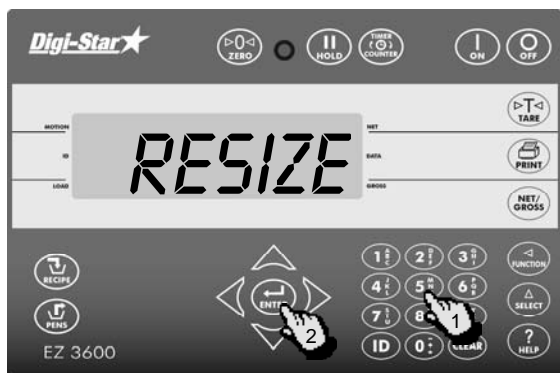 Digi-Star
▷0◁ ZERO
HOLD
TIMER COUNTER
ON
OFF
▷T◁ TARE
MOTION
NET
ID
DATA
PRINT
LOAD
GROSS
NET/ GROSS
RESIZE
RECIPE
1 A B C
2 D E F
3 G H I
FUNCTION
4 J K L
5
6 P Q R
SELECT
PENS
7 S T U
8
1
2
ID
0
CLEAR
? HELP
EZ 3600